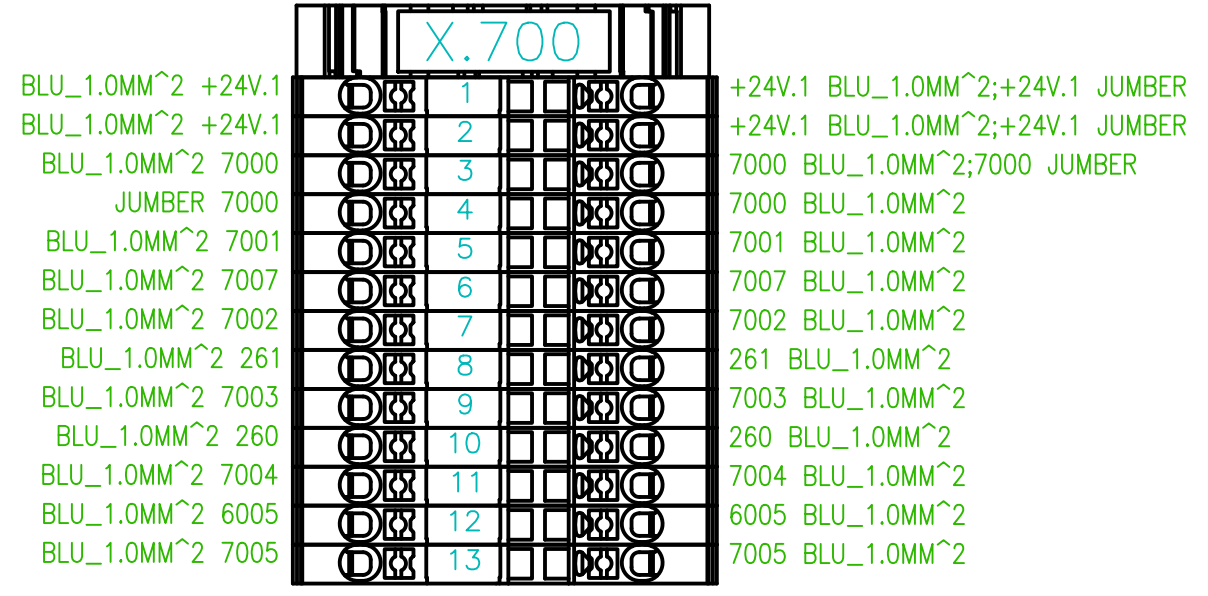 X.700
BLU_1.0MM^2 +24V.1 1 +24V.1 BLU_1.0MM^2;+24V.1 JUMBER
BLU_1.0MM^2 +24V.1 2 +24V.1 BLU_1.0MM^2;+24V.1 JUMBER
BLU_1.0MM^2 7000 3 7000 BLU_1.0MM^2;7000 JUMBER
JUMBER 7000 4 7000 BLU_1.0MM^2
BLU_1.0MM^2 7001 5 7001 BLU_1.0MM^2
BLU_1.0MM^2 7007 6 7007 BLU_1.0MM^2
BLU_1.0MM^2 7002 7 7002 BLU_1.0MM^2
BLU_1.0MM^2 261 8 261 BLU_1.0MM^2
BLU_1.0MM^2 7003 9 7003 BLU_1.0MM^2
BLU_1.0MM^2 260 10 260 BLU_1.0MM^2
BLU_1.0MM^2 7004 11 7004 BLU_1.0MM^2
BLU_1.0MM^2 6005 12 6005 BLU_1.0MM^2
BLU_1.0MM^2 7005 13 7005 BLU_1.0MM^2